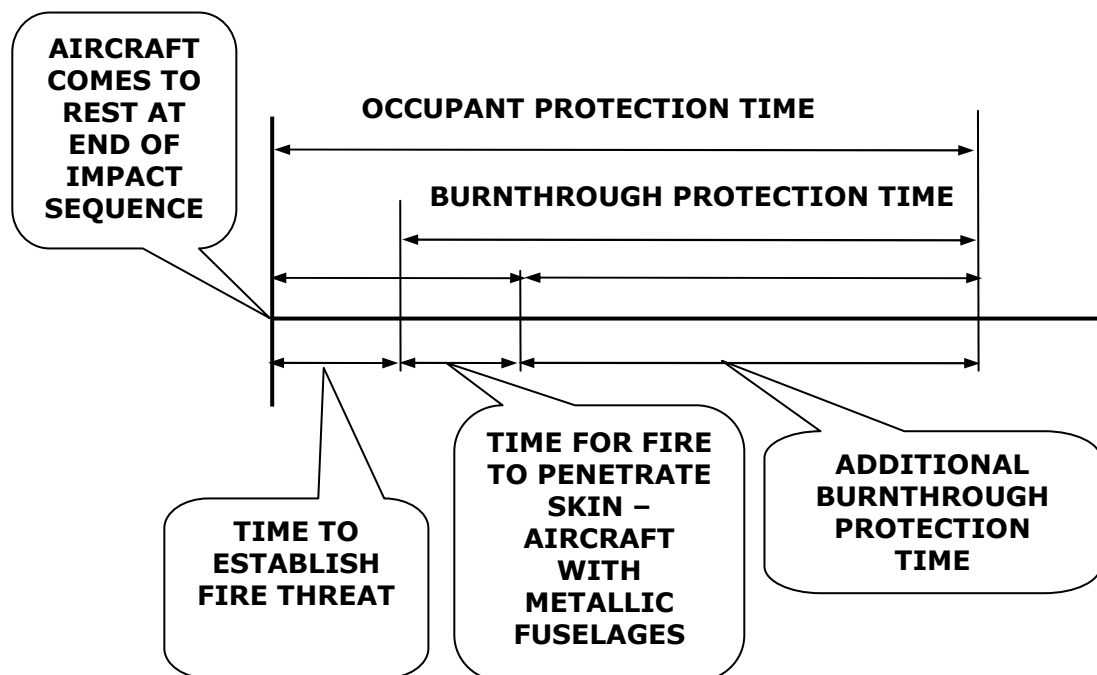 AIRCRAFT
COMES TO
REST AT
END OF
IMPACT
SEQUENCE
OCCUPANT PROTECTION TIME
BURNTHROUGH PROTECTION TIME
TIME TO
ESTABLISH
FIRE THREAT
TIME FOR FIRE
TO PENETRATE
SKIN –
AIRCRAFT
WITH
METALLIC
FUSELAGES
ADDITIONAL
BURNTHROUGH
PROTECTION
TIME